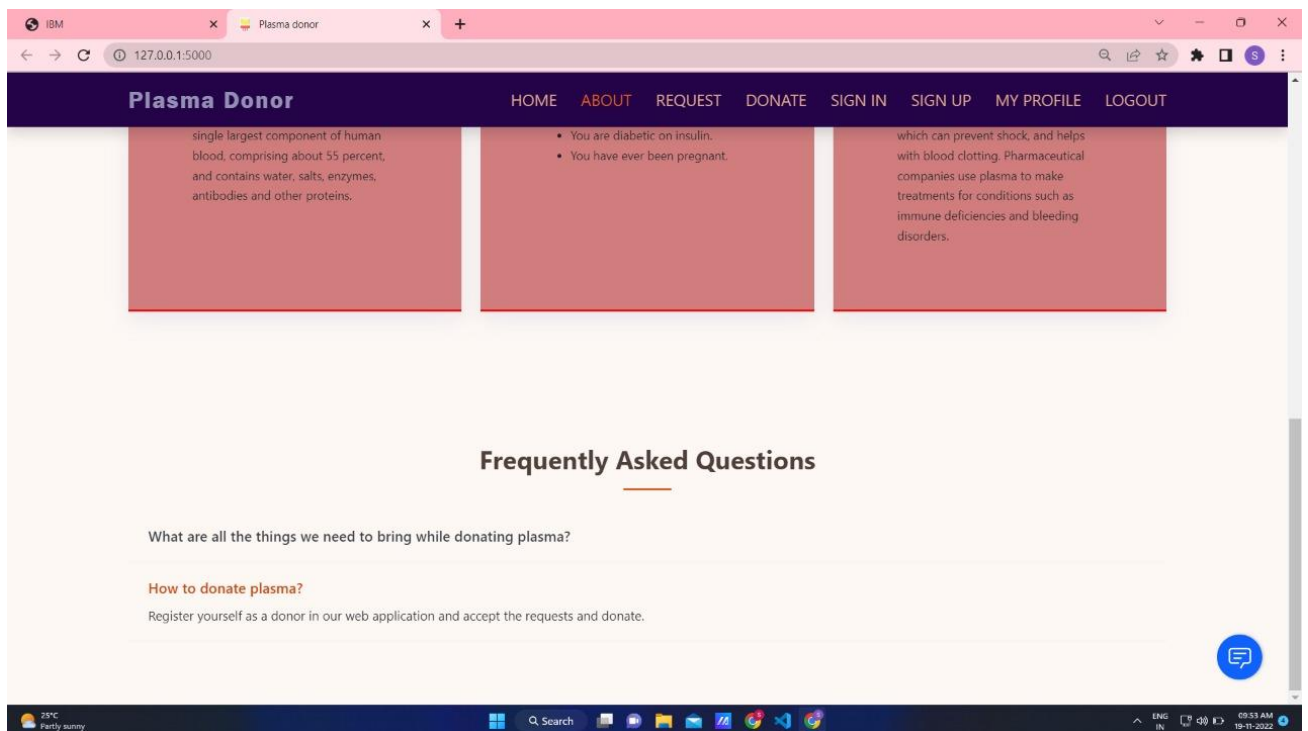 IBM
Plasma donor
127.0.0.1:5000
S
Plasma Donor
HOME ABOUT REQUEST DONATE SIGN IN SIGN UP MY PROFILE LOGOUT
single largest component of human
blood, comprising about 55 percent,
and contains water, salts, enzymes,
antibodies and other proteins.
• You are diabetic on insulin.
• You have ever been pregnant.
which can prevent shock, and helps
with blood clotting. Pharmaceutical
companies use plasma to make
treatments for conditions such as
immune deficiencies and bleeding
disorders.
Frequently Asked Questions
What are all the things we need to bring while donating plasma?
How to donate plasma?
Register yourself as a donor in our web application and accept the requests and donate.
25°C
Partly sunny
Search
ENG
IN
09:53 AM
19-11-2022